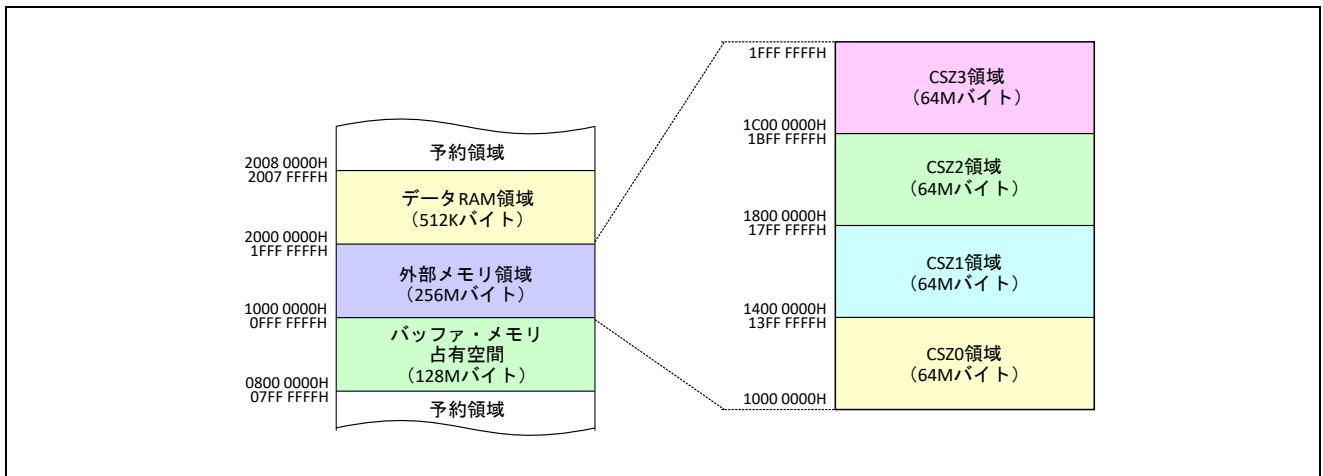 予約領域
2008 0000H
2007 FFFFH
データRAM領域
（512Kバイト）
2000 0000H
1FFF FFFFH
外部メモリ領域
（256Mバイト）
1000 0000H
0FFF FFFFH
バッファ・メモリ
占有空間
（128Mバイト）
0800 0000H
07FF FFFFH
予約領域
1FFF FFFFH
CSZ3領域
（64Mバイト）
1C00 0000H
1BFF FFFFH
CSZ2領域
（64Mバイト）
1800 0000H
17FF FFFFH
CSZ1領域
（64Mバイト）
1400 0000H
13FF FFFFH
CSZ0領域
（64Mバイト）
1000 0000H